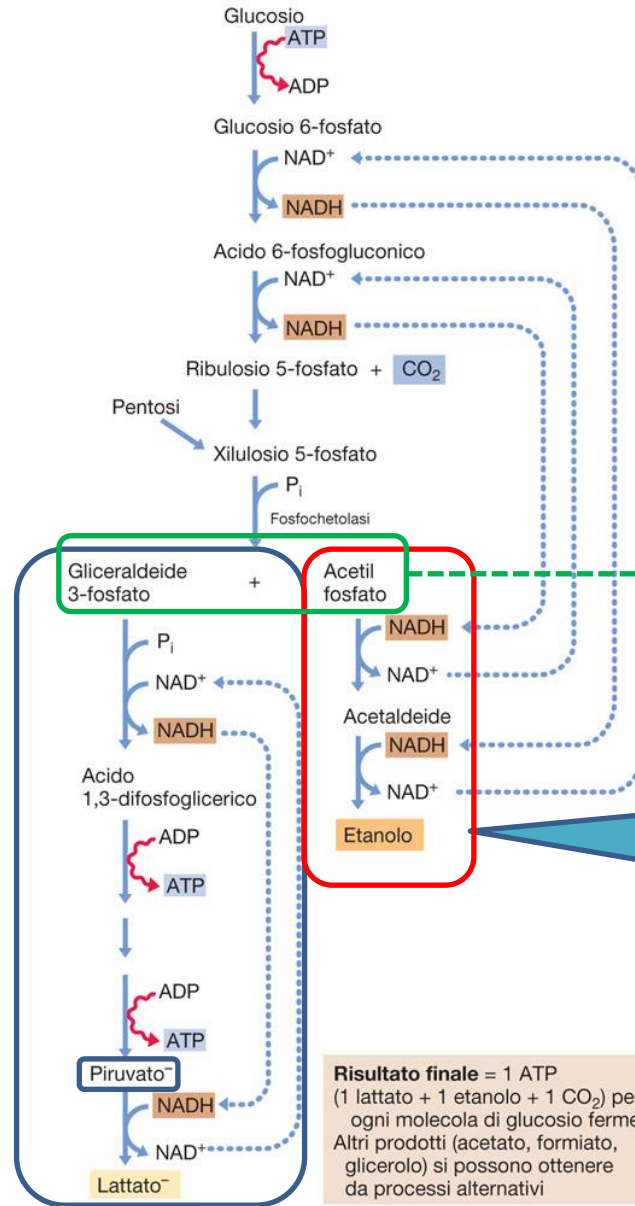 Glucosio
ATP
ADP
Glucosio 6-fosfato
NAD⁺
NADH
Acido 6-fosfogluconico
NAD⁺
NADH
Ribulosio 5-fosfato + CO₂
Pentosi
Xilulosio 5-fosfato
Pᵢ
Fosfochetolasi
Gliceraldeide
3-fosfato
+
Acetil
fosfato
Pᵢ
NAD⁺
NADH
Acido
1,3-difosfoglicerico
ADP
ATP
ADP
ATP
Piruvato⁻
NADH
NAD⁺
Lattato⁻
NADH
NAD⁺
Acetaldeide
NADH
NAD⁺
Etanolo
Risultato finale = 1 ATP
(1 lattato + 1 etanolo + 1 CO₂) pe
ogni molecola di glucosio ferme
Altri prodotti (acetato, formiato,
glicerolo) si possono ottenere
da processi alternativi